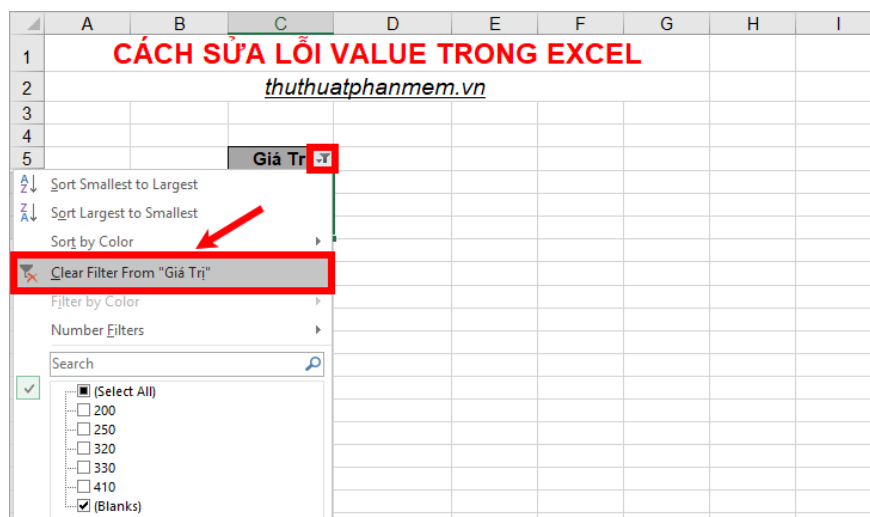 A B C D E F G H I
1 CÁCH SỬA LỖI VALUE TRONG EXCEL
2 thuthuatphanmem.vn
3
4
5 Giá Tr
Sort Smallest to Largest
Sort Largest to Smallest
Sort by Color
Clear Filter From "Giá Trị"
Filter by Color
Number Filters
Search
(Select All)
200
250
320
330
410
(Blanks)